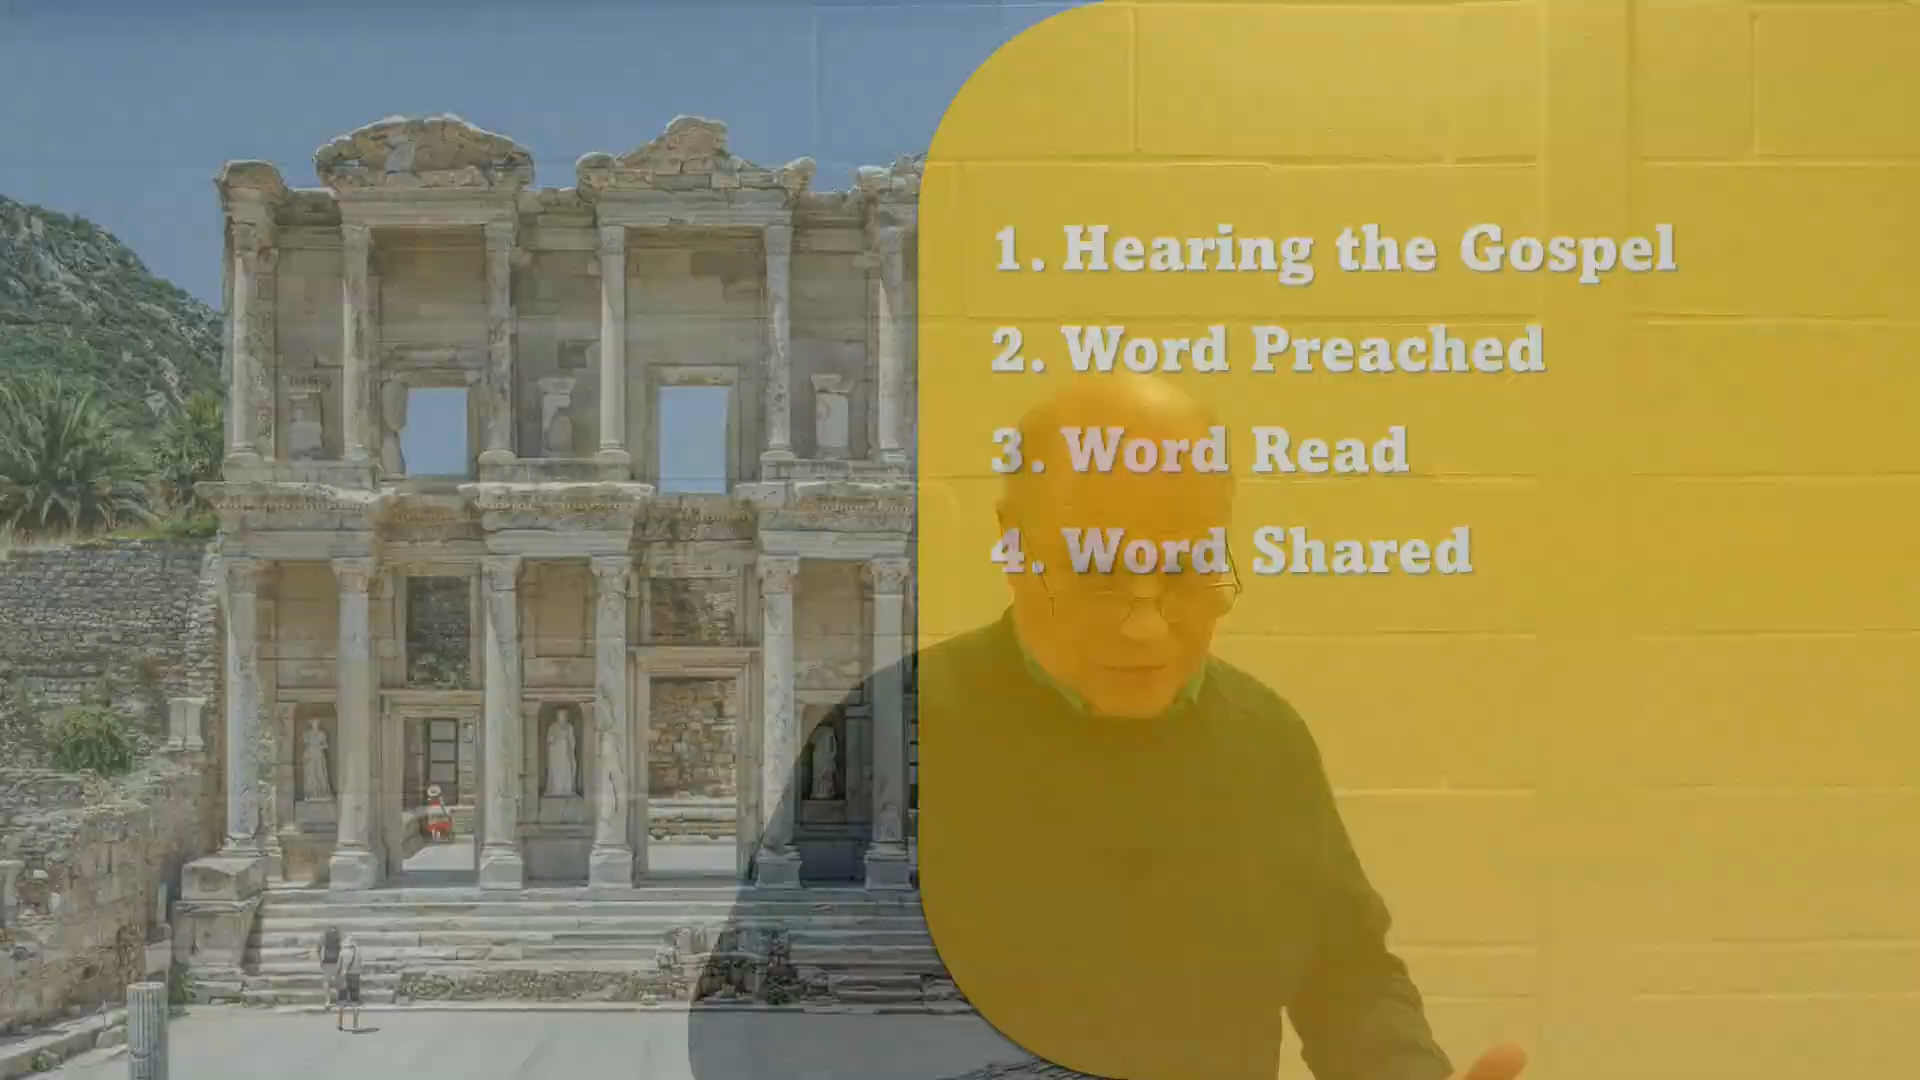 1. Hearing the Gospel
2. Word Preached
3. Word Read
4. Word Shared